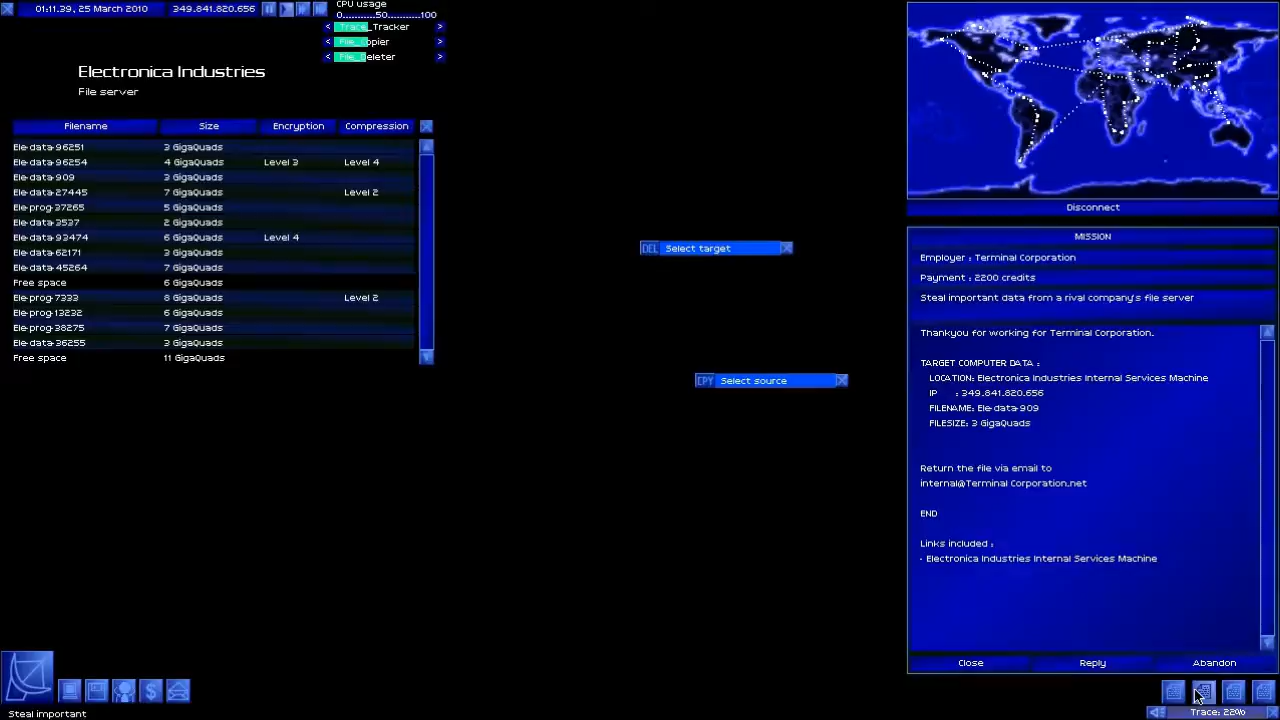 01:11.39, 25 March 2010
349.841.820.656
CPU usage
0.........50........100
< Trace_Tracker >
< File_Copier >
< File_Deleter >
Electronica Industries
File server
Filename Size Encryption Compression
Ele-data-96251 3 GigaQuads
Ele-data-96254 4 GigaQuads Level 3 Level 4
Ele-data-909 3 GigaQuads
Ele-data-27445 7 GigaQuads Level 2
Ele-prog-37265 5 GigaQuads
Ele-data-3537 2 GigaQuads
Ele-data-93474 6 GigaQuads Level 4
Ele-data-62171 3 GigaQuads
Ele-data-45264 7 GigaQuads
Free space 6 GigaQuads
Ele-prog-7333 8 GigaQuads Level 2
Ele-prog-13232 6 GigaQuads
Ele-prog-38275 7 GigaQuads
Ele-data-36255 3 GigaQuads
Free space 11 GigaQuads
DEL Select target
CPY Select source
Disconnect
MISSION
Employer : Terminal Corporation
Payment : 2200 credits
Steal important data from a rival company's file server
Thankyou for working for Terminal Corporation.
TARGET COMPUTER DATA :
LOCATION: Electronica Industries Internal Services Machine
IP : 349.841.820.656
FILENAME: Ele-data-909
FILESIZE: 3 GigaQuads
Return the file via email to
internal@Terminal Corporation.net
END
Links included :
- Electronica Industries Internal Services Machine
Close Reply Abandon
$
Steal important
Trace: 22%